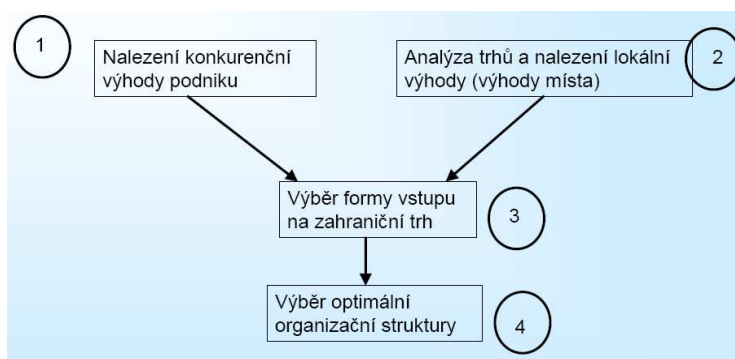 1
Nalezení konkurenční
výhody podniku
Analýza trhů a nalezení lokální
výhody (výhody místa)
2
Výběr formy vstupu
na zahraniční trh
3
Výběr optimální
organizační struktury
4